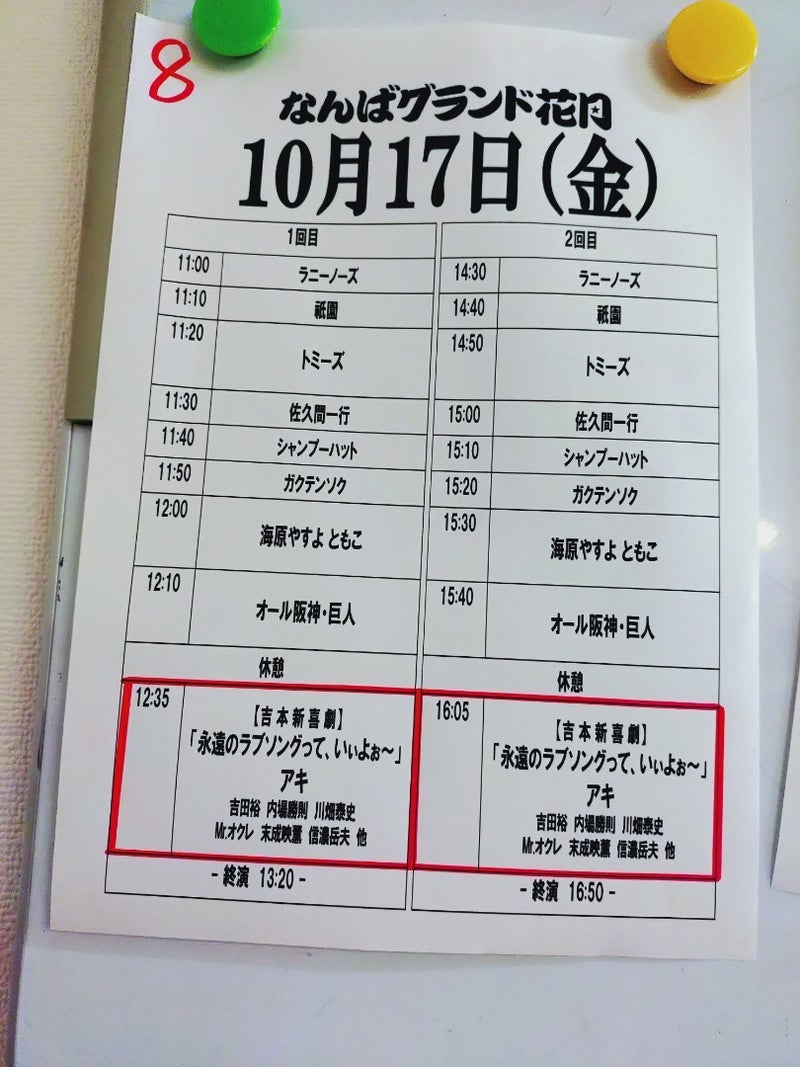 8
なんばグランド花月
10月17日(金)
1回目
11:00 ラニーノーズ
11:10 祇園
11:20 トミーズ
11:30 佐久間一行
11:40 シャンプーハット
11:50 ガクテンソク
12:00 海原やすよ ともこ
12:10 オール阪神・巨人
休憩
12:35 【吉本新喜劇】
「永遠のラブソングって、いぃよぉ～」
アキ
吉田裕 内場勝則 川畑泰史
Mr.オクレ 末成映薫 信濃岳夫 他
- 終演 13:20 -
2回目
14:30 ラニーノーズ
14:40 祇園
14:50 トミーズ
15:00 佐久間一行
15:10 シャンプーハット
15:20 ガクテンソク
15:30 海原やすよ ともこ
15:40 オール阪神・巨人
休憩
16:05 【吉本新喜劇】
「永遠のラブソングって、いぃよぉ～」
アキ
吉田裕 内場勝則 川畑泰史
Mr.オクレ 末成映薫 信濃岳夫 他
- 終演 16:50 -